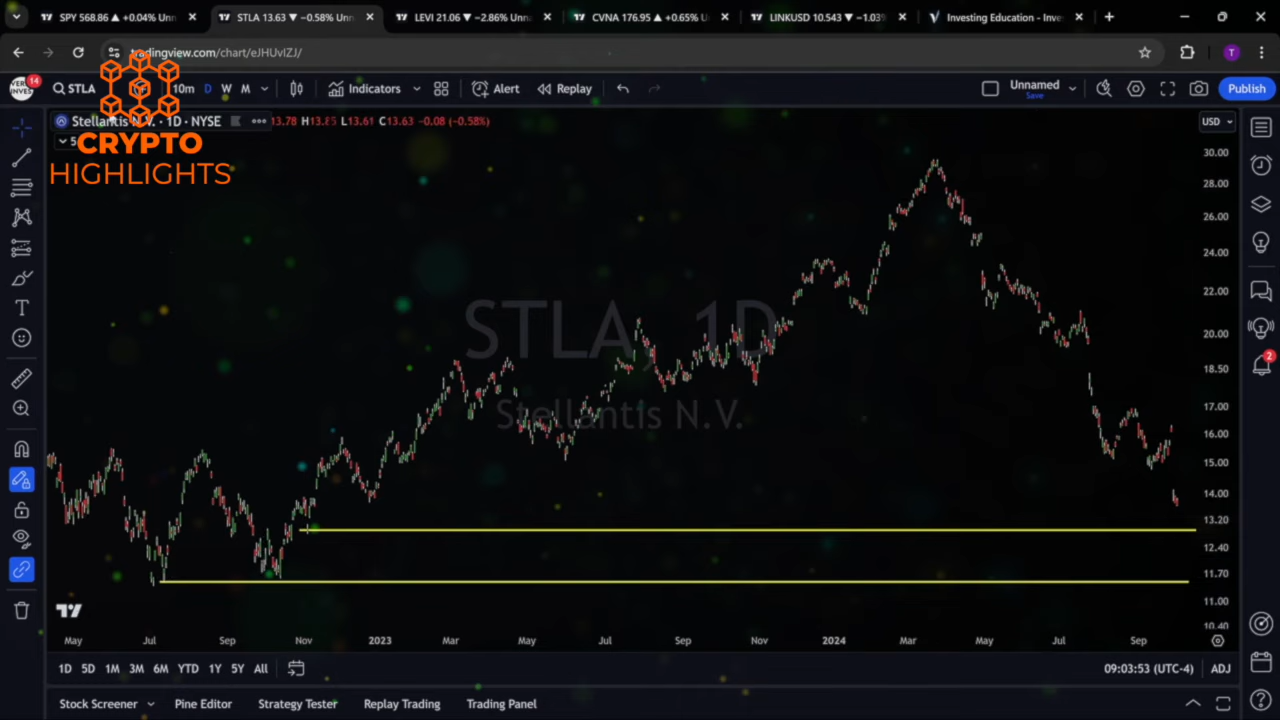 SPY 568.86 ▲ +0.04% Unn
STLA 13.63 ▼ −0.58% Unn
LEVI 21.06 ▼ −2.86% Unn
CVNA 176.95 ▲ +0.65% U
LINKUSD 10.543 ▼ −1.03%
Investing Education - Inve
tradingview.com/chart/eJHUvIZJ/
T
14
STLA
10m
D
W
M
Indicators
Alert
Replay
Unnamed
Save
Publish
Stellantis N.V. · 1D · NYSE
13.78 H13.85 L13.61 C13.63 −0.08 (−0.58%)
USD
5
CRYPTO
HIGHLIGHTS
STLA, 1D
Stellantis N.V.
30.00
28.00
26.00
24.00
22.00
20.00
18.50
17.00
16.00
15.00
14.00
13.20
12.40
11.70
11.00
10.40
2
May
Jul
Sep
Nov
2023
Mar
May
Jul
Sep
Nov
2024
Mar
May
Jul
Sep
1D
5D
1M
3M
6M
YTD
1Y
5Y
All
09:03:53 (UTC-4)
ADJ
Stock Screener
Pine Editor
Strategy Tester
Replay Trading
Trading Panel